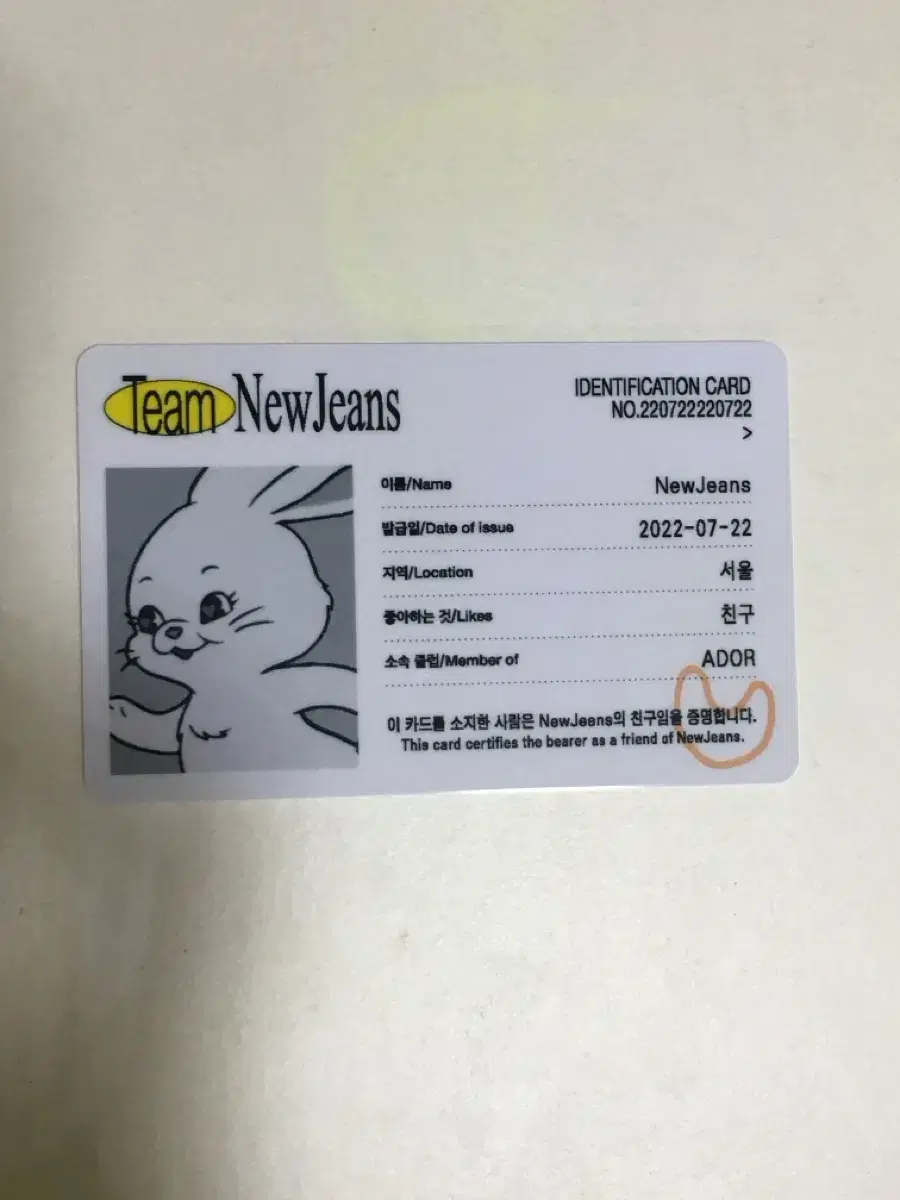 Team NewJeans
IDENTIFICATION CARD
NO.220722220722
>
이름/Name NewJeans
발급일/Date of issue 2022-07-22
지역/Location 서울
좋아하는 것/Likes 친구
소속 클럽/Member of ADOR
이 카드를 소지한 사람은 NewJeans의 친구임을 증명합니다.
This card certifies the bearer as a friend of NewJeans.